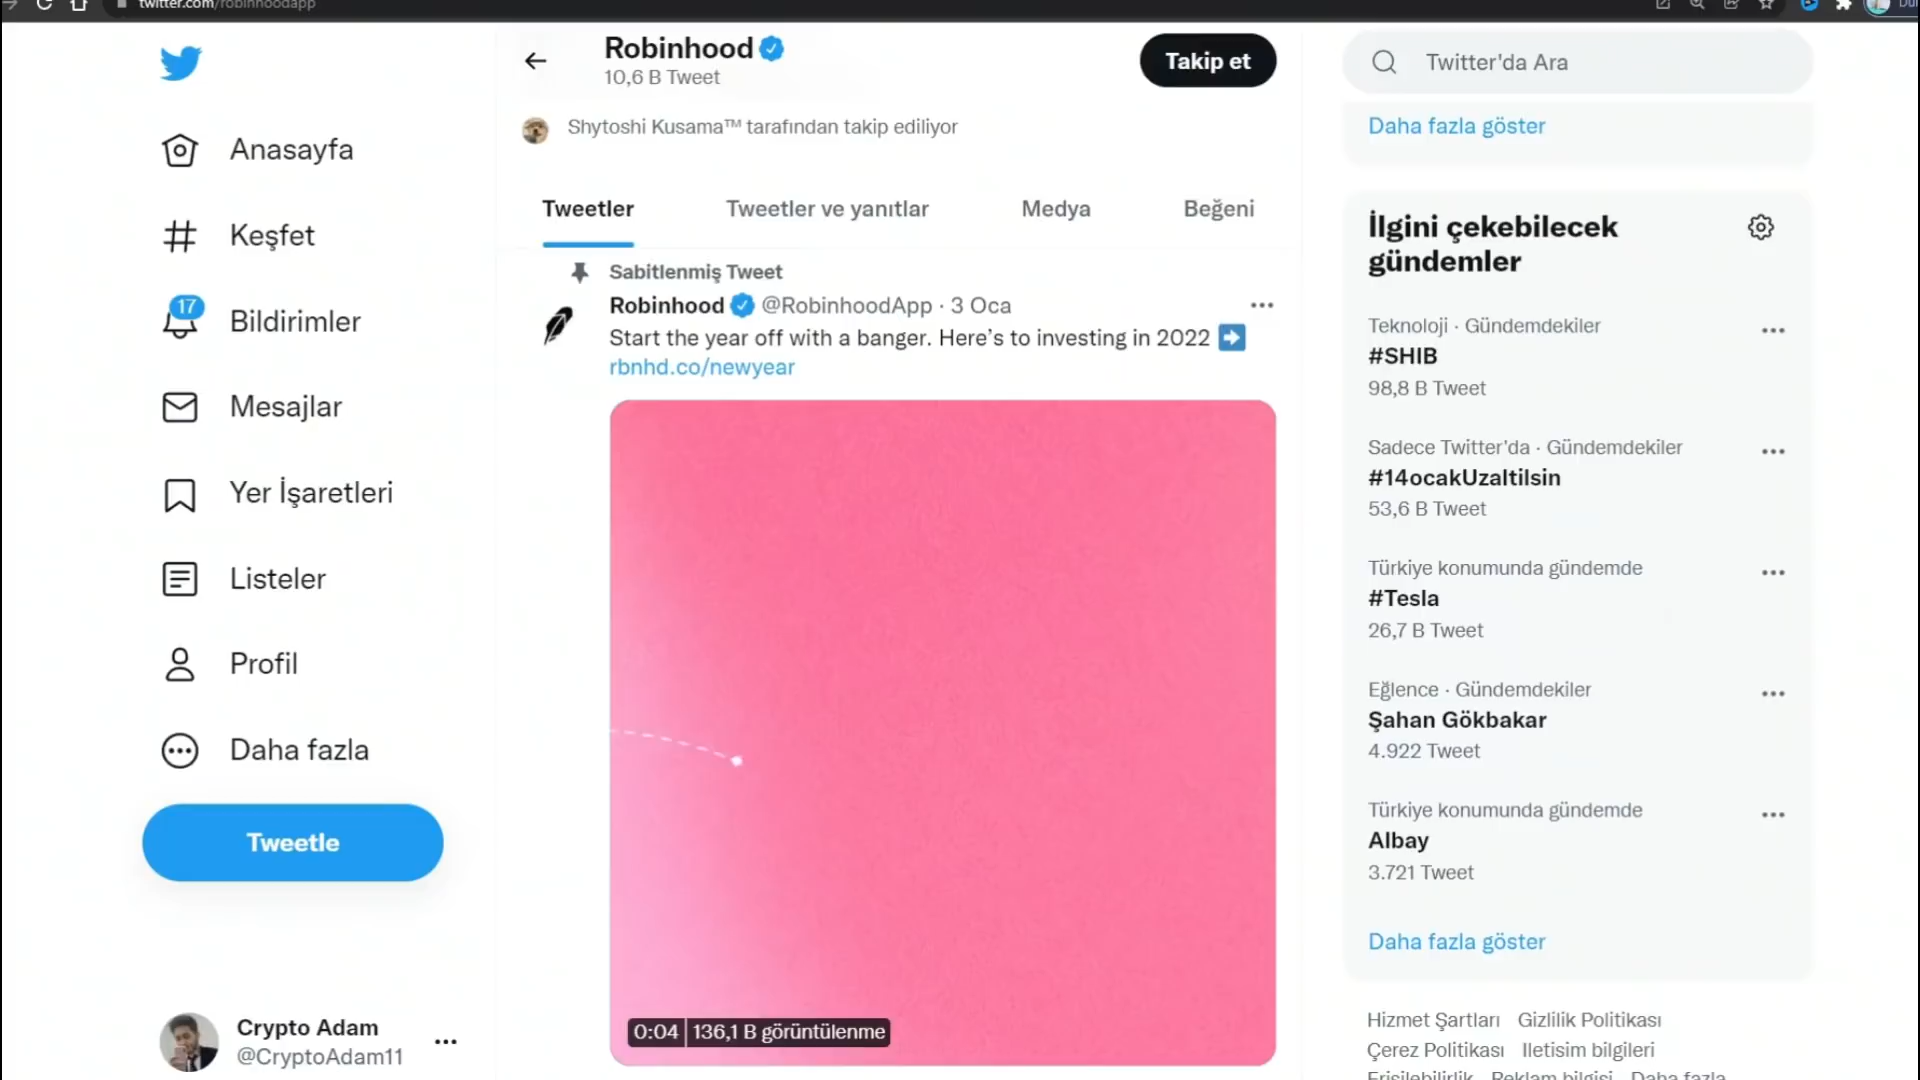 twitter.com/robinhoodapp
Anasayfa
Keşfet
17
Bildirimler
Mesajlar
Yer İşaretleri
Listeler
Profil
Daha fazla
Tweetle
Crypto Adam
@CryptoAdam11
Robinhood
10,6 B Tweet
Takip et
Shytoshi Kusama™ tarafından takip ediliyor
Tweetler
Tweetler ve yanıtlar
Medya
Beğeni
Sabitlenmiş Tweet
Robinhood @RobinhoodApp · 3 Oca
Start the year off with a banger. Here’s to investing in 2022
rbnhd.co/newyear
0:04 136,1 B görüntülenme
Twitter'da Ara
Daha fazla göster
İlgini çekebilecek
gündemler
Teknoloji · Gündemdekiler
#SHIB
98,8 B Tweet
Sadece Twitter'da · Gündemdekiler
#14ocakUzaltilsin
53,6 B Tweet
Türkiye konumunda gündemde
#Tesla
26,7 B Tweet
Eğlence · Gündemdekiler
Şahan Gökbakar
4.922 Tweet
Türkiye konumunda gündemde
Albay
3.721 Tweet
Daha fazla göster
Hizmet Şartları Gizlilik Politikası
Çerez Politikası Iletisim bilgileri
Erişilebilirlik Reklam bilgisi Daha fazla